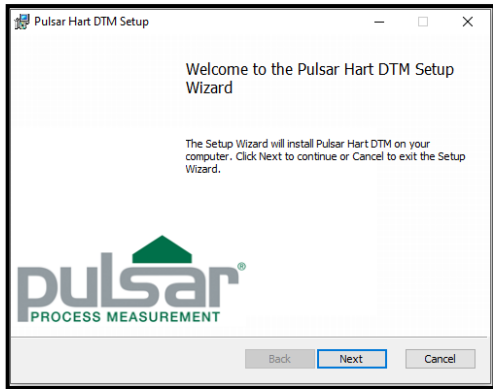 Pulsar Hart DTM Setup
Welcome to the Pulsar Hart DTM Setup
Wizard
The Setup Wizard will install Pulsar Hart DTM on your
computer. Click Next to continue or Cancel to exit the Setup
Wizard.
pulsar®
PROCESS MEASUREMENT
Back Next Cancel